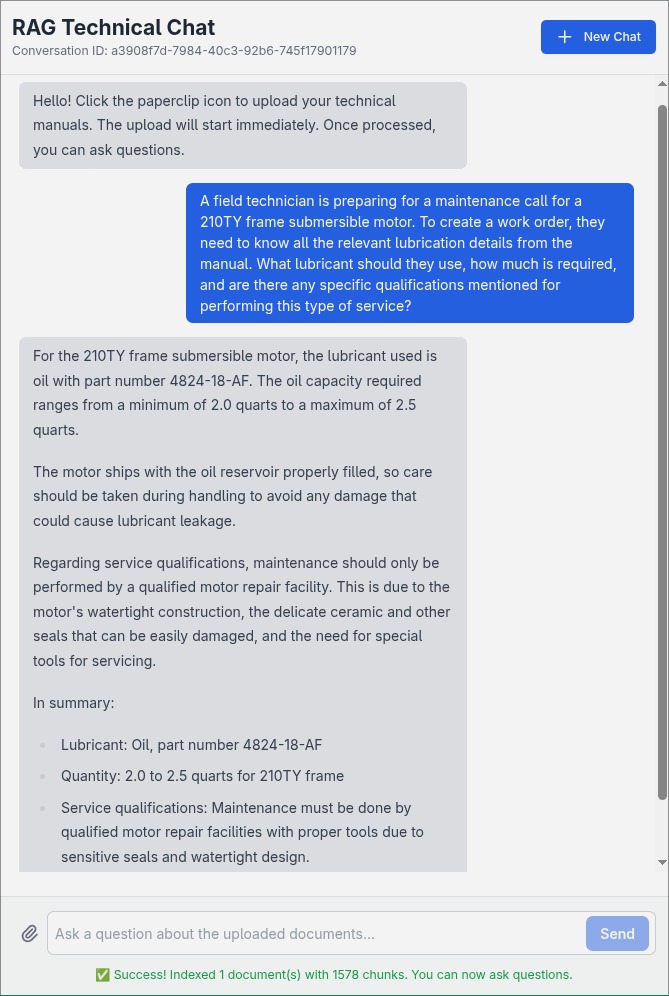 RAG Technical Chat
Conversation ID: a3908f7d-7984-40c3-92b6-745f17901179
New Chat
Hello! Click the paperclip icon to upload your technical
manuals. The upload will start immediately. Once processed,
you can ask questions.
A field technician is preparing for a maintenance call for a
210TY frame submersible motor. To create a work order, they
need to know all the relevant lubrication details from the
manual. What lubricant should they use, how much is required,
and are there any specific qualifications mentioned for
performing this type of service?
For the 210TY frame submersible motor, the lubricant used is
oil with part number 4824-18-AF. The oil capacity required
ranges from a minimum of 2.0 quarts to a maximum of 2.5
quarts.
The motor ships with the oil reservoir properly filled, so care
should be taken during handling to avoid any damage that
could cause lubricant leakage.
Regarding service qualifications, maintenance should only be
performed by a qualified motor repair facility. This is due to the
motor's watertight construction, the delicate ceramic and other
seals that can be easily damaged, and the need for special
tools for servicing.
In summary:
Lubricant: Oil, part number 4824-18-AF
Quantity: 2.0 to 2.5 quarts for 210TY frame
Service qualifications: Maintenance must be done by
qualified motor repair facilities with proper tools due to
sensitive seals and watertight design.
Ask a question about the uploaded documents...
Send
✅ Success! Indexed 1 document(s) with 1578 chunks. You can now ask questions.